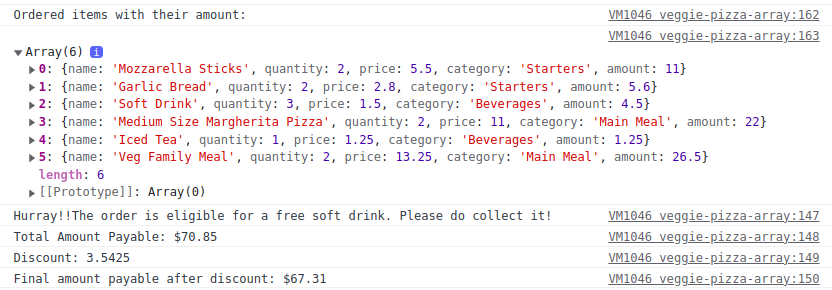 Ordered items with their amount: VM1046 veggie-pizza-array:162
VM1046 veggie-pizza-array:163
Array(6) i
0: {name: 'Mozzarella Sticks', quantity: 2, price: 5.5, category: 'Starters', amount: 11}
1: {name: 'Garlic Bread', quantity: 2, price: 2.8, category: 'Starters', amount: 5.6}
2: {name: 'Soft Drink', quantity: 3, price: 1.5, category: 'Beverages', amount: 4.5}
3: {name: 'Medium Size Margherita Pizza', quantity: 2, price: 11, category: 'Main Meal', amount: 22}
4: {name: 'Iced Tea', quantity: 1, price: 1.25, category: 'Beverages', amount: 1.25}
5: {name: 'Veg Family Meal', quantity: 2, price: 13.25, category: 'Main Meal', amount: 26.5}
length: 6
[[Prototype]]: Array(0)
Hurray!!The order is eligible for a free soft drink. Please do collect it! VM1046 veggie-pizza-array:147
Total Amount Payable: $70.85 VM1046 veggie-pizza-array:148
Discount: 3.5425 VM1046 veggie-pizza-array:149
Final amount payable after discount: $67.31 VM1046 veggie-pizza-array:150